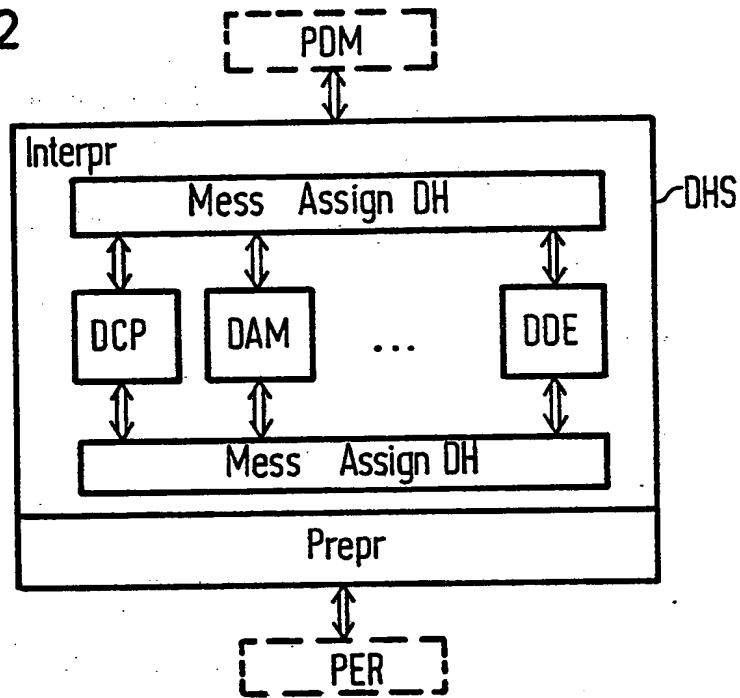 2
PDM
Interpr
Mess Assign DH
DHS
DCP DAM ... DDE
Mess Assign DH
Prepr
PER